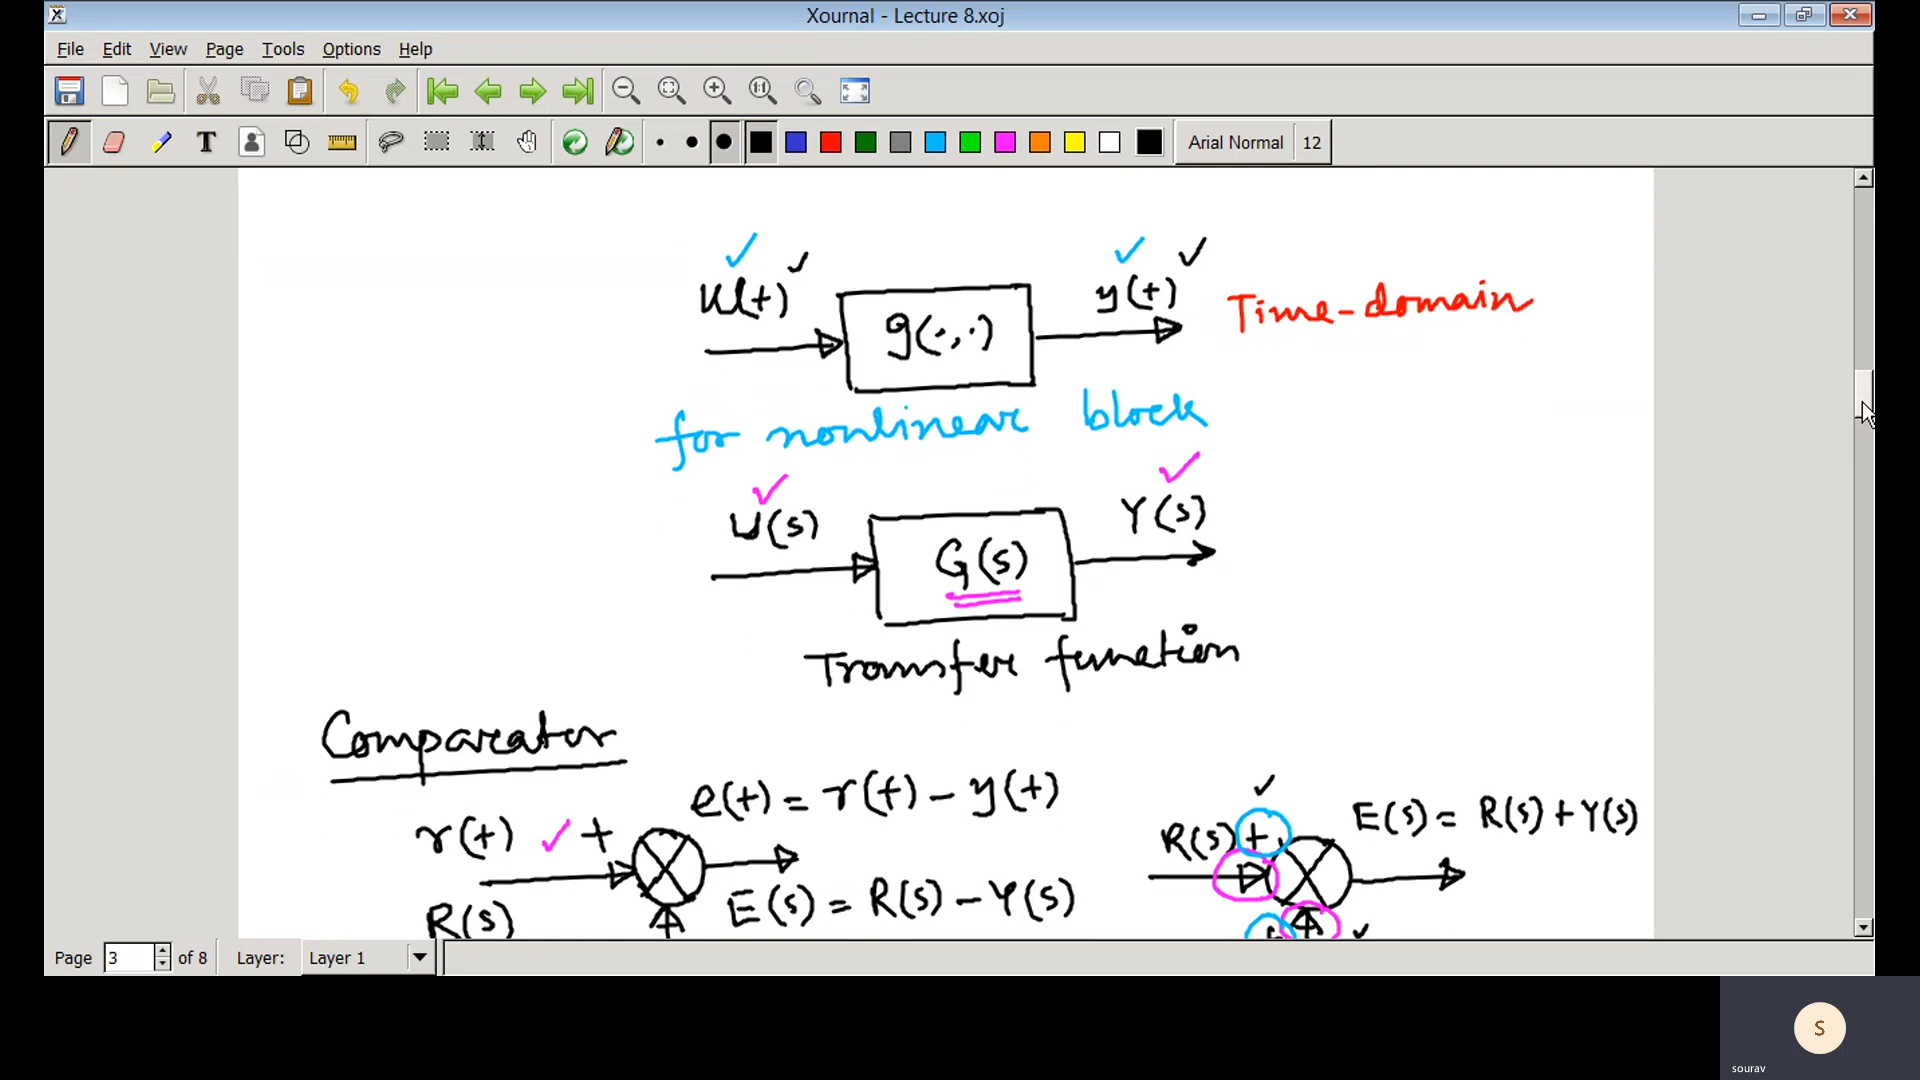 Xournal - Lecture 8.xoj
File Edit View Page Tools Options Help
T Arial Normal 12
u(t) g(·,·) y(t) Time-domain
for nonlinear block
U(s) G(s) Y(s)
Transfer function
Comparator
e(t) = r(t) - y(t)
r(t) +
E(s) = R(s) - Y(s)
R(s)
R(s) + E(s) = R(s) + Y(s)
Page 3 of 8 Layer: Layer 1
S
sourav